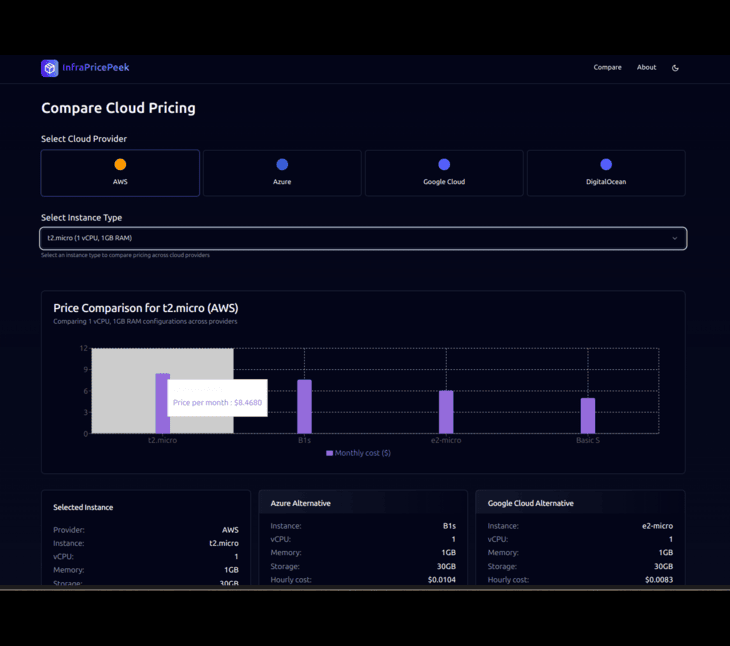 InfraPricePeek
Compare About
Compare Cloud Pricing
Select Cloud Provider
AWS Azure Google Cloud DigitalOcean
Select Instance Type
t2.micro (1 vCPU, 1GB RAM)
Select an instance type to compare pricing across cloud providers
Price Comparison for t2.micro (AWS)
Comparing 1 vCPU, 1GB RAM configurations across providers
12
9
6
3
0
Price per month : $8.4680
t2.micro B1s e2-micro Basic S
Monthly cost ($)
Selected Instance
Provider: AWS
Instance: t2.micro
vCPU: 1
Memory: 1GB
Storage: 30GB
Azure Alternative
Instance: B1s
vCPU: 1
Memory: 1GB
Storage: 30GB
Hourly cost: $0.0104
Google Cloud Alternative
Instance: e2-micro
vCPU: 1
Memory: 1GB
Storage: 30GB
Hourly cost: $0.0083